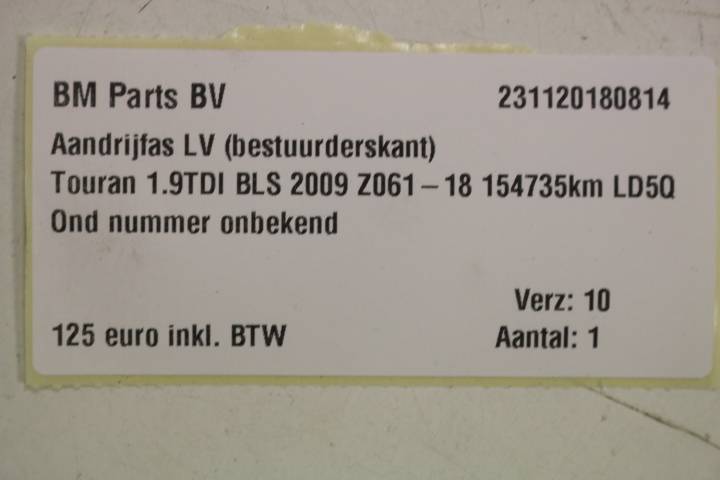 BM Parts BV 231120180814
Aandrijfas LV (bestuurderskant)
Touran 1.9TDI BLS 2009 Z061-18 154735km LD5Q
Ond nummer onbekend
Verz: 10
125 euro inkl. BTW Aantal: 1